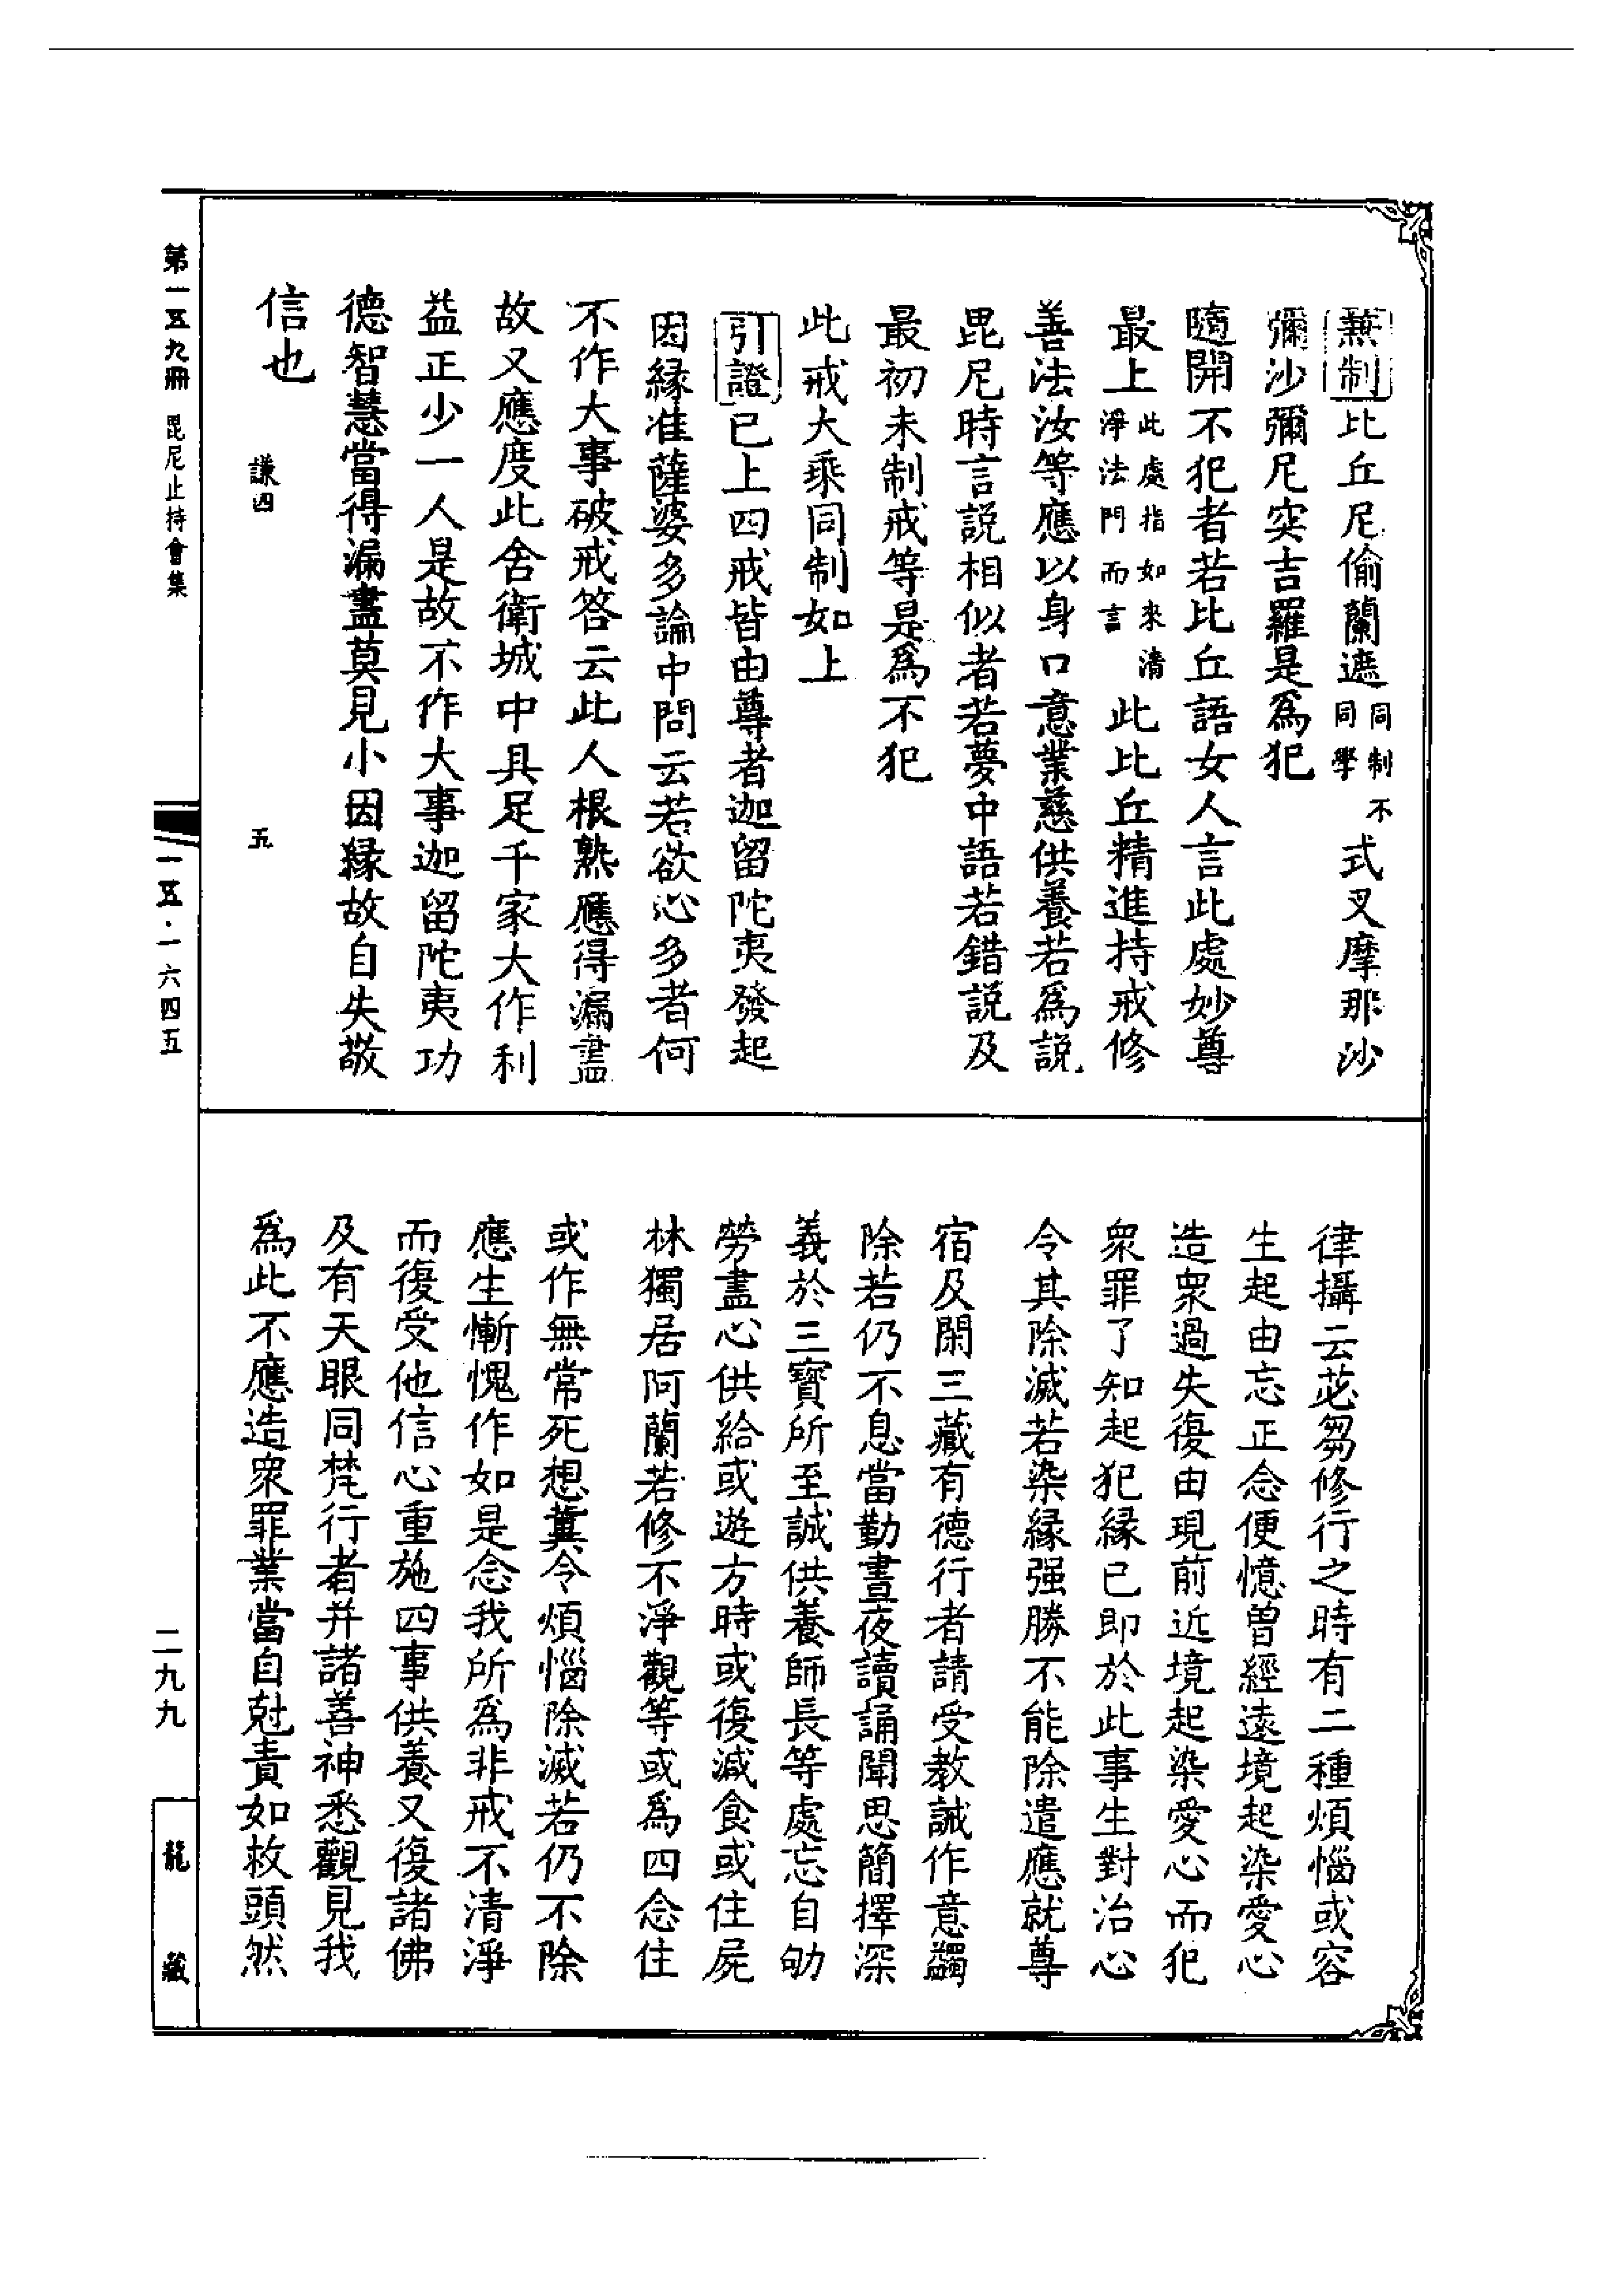 兼制比丘尼偷蘭遮同制不同學式叉摩那沙
彌沙彌尼突吉羅是爲犯
隨開不犯者若比丘語女人言此處妙尊
最上此處指如來清淨法門而言此比丘精進持戒修
善法汝等應以身口意業慈供養若爲說
毘尼時言說相似者若夢中語若錯說及
最初未制戒等是爲不犯
此戒大乘同制如上
引證已上四戒皆由尊者迦留陀夷發起
因緣准薩婆多論中問云若欲心多者何
不作大事破戒答云此人根熟應得漏盡
故又應度此舍衛城中具足千家大作利
益正少一人是故不作大事迦留陀夷功
德智慧當得漏盡莫見小因緣故自失敬
信也
謙四
五
律攝云苾芻修行之時有二種煩惱或容
生起由忘正念便憶曾經遠境起染愛心
造衆過失復由現前近境起染愛心而犯
衆罪了知起犯緣已即於此事生對治心
令其除滅若染緣强勝不能除遣應就尊
宿及閑三藏有德行者請受教誡作意蠲
除若仍不息當勤晝夜讀誦聞思簡擇深
義於三寶所至誠供養師長等處忘自劬
勞盡心供給或遊方時或復減食或住屍
林獨居阿蘭若修不淨觀等或爲四念住
或作無常死想冀令煩惱除滅若仍不除
應生慚愧作如是念我所爲非戒不清淨
而復受他信心重施四事供養又復諸佛
及有天眼同梵行者并諸善神悉觀見我
爲此不應造衆罪業當自尅責如救頭然
第一五九冊 毘尼止持會集
一五·一六四五
二九九
龍藏